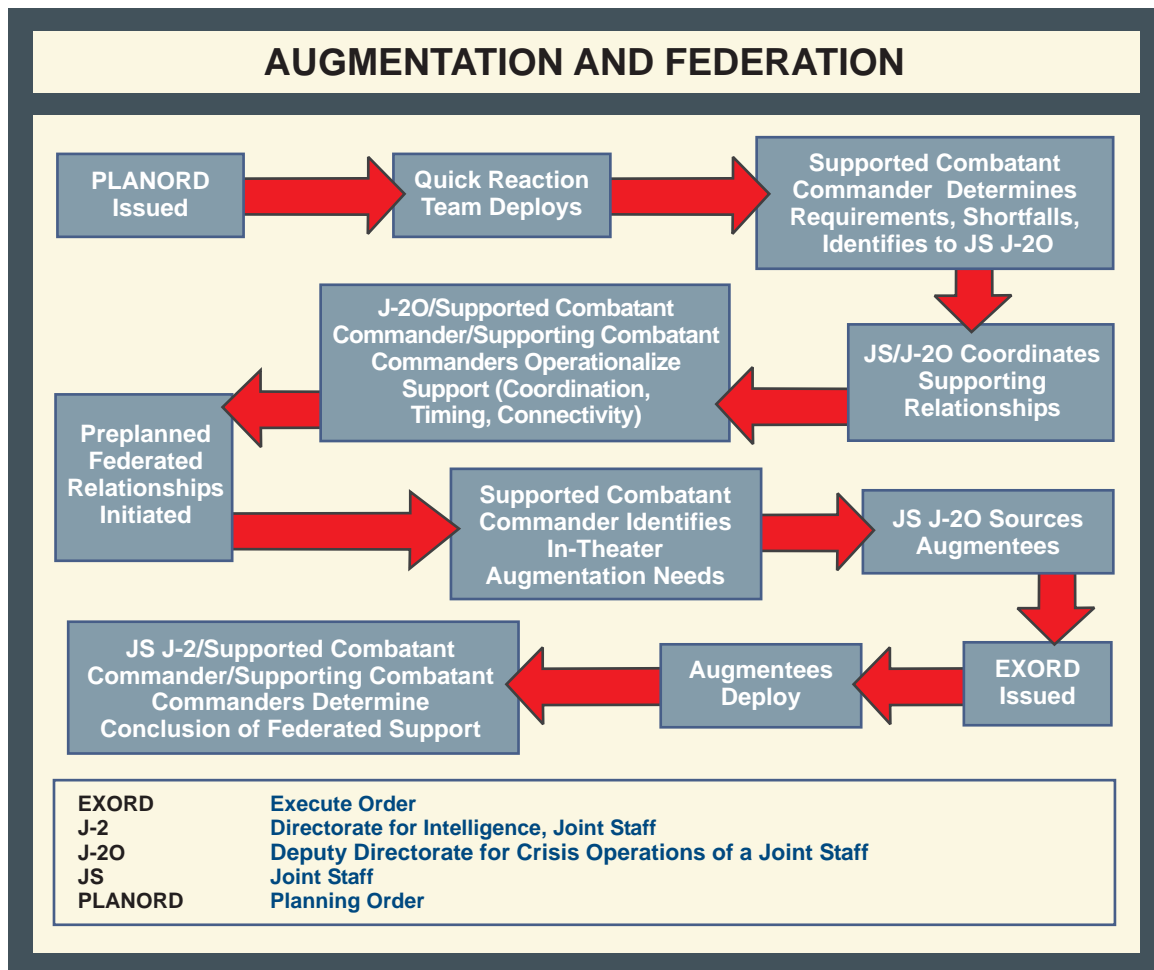 AUGMENTATION AND FEDERATION
PLANORD
Issued
Quick Reaction
Team Deploys
Supported Combatant
Commander Determines
Requirements, Shortfalls,
Identifies to JS J-2O
JS/J-2O Coordinates
Supporting
Relationships
J-2O/Supported Combatant
Commander/Supporting Combatant
Commanders Operationalize
Support (Coordination,
Timing, Connectivity)
Preplanned
Federated
Relationships
Initiated
Supported Combatant
Commander Identifies
In-Theater
Augmentation Needs
JS J-2O Sources
Augmentees
EXORD
Issued
Augmentees
Deploy
JS J-2/Supported Combatant
Commander/Supporting Combatant
Commanders Determine
Conclusion of Federated Support
EXORD Execute Order
J-2 Directorate for Intelligence, Joint Staff
J-2O Deputy Directorate for Crisis Operations of a Joint Staff
JS Joint Staff
PLANORD Planning Order